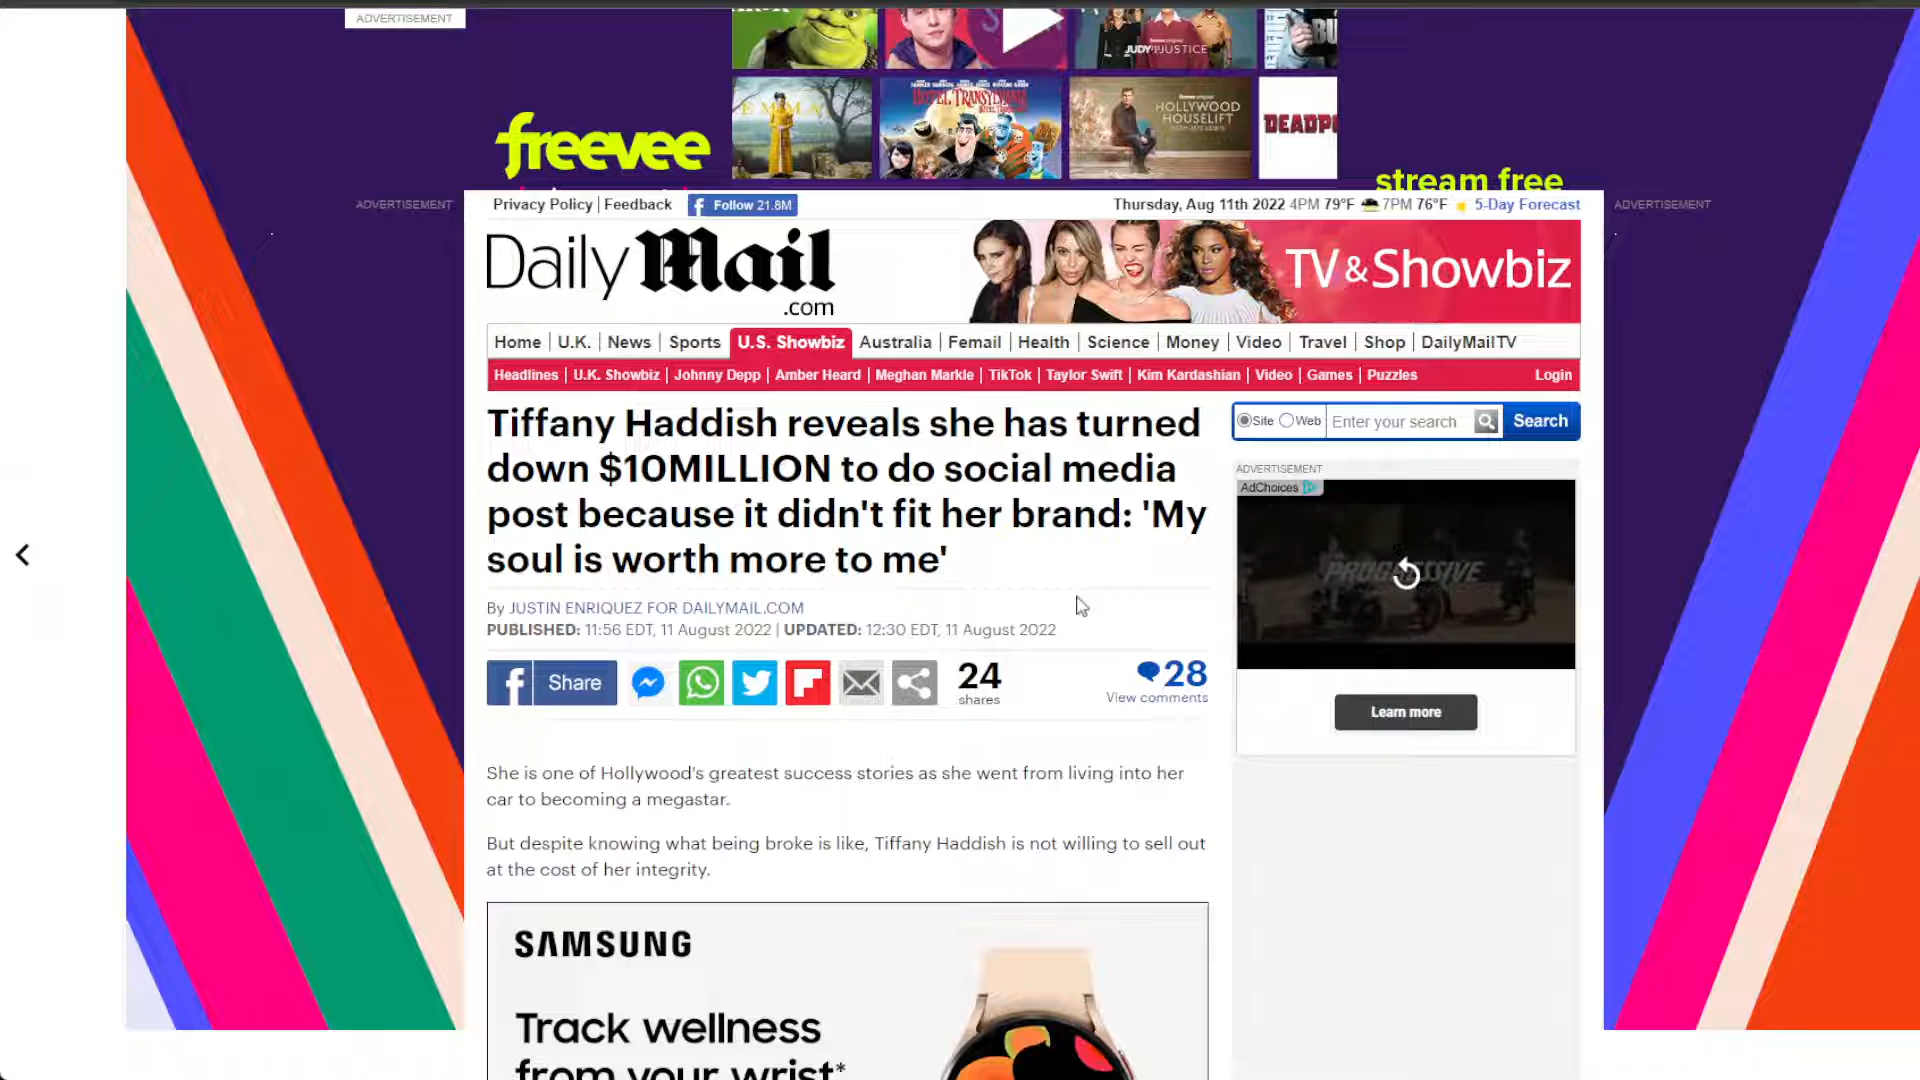 ADVERTISEMENT
JUDY JUSTICE
EMMA
HOTEL TRANSYLVANIA
HOLLYWOOD
HOUSELIFT
freevee
stream free
ADVERTISEMENT
Privacy Policy | Feedback
Follow 21.8M
Thursday, Aug 11th 2022 4PM 79°F 7PM 76°F 5-Day Forecast
ADVERTISEMENT
Daily Mail
.com
TV&Showbiz
Home | U.K. | News | Sports | U.S. Showbiz | Australia | Femail | Health | Science | Money | Video | Travel | Shop | DailyMailTV
Headlines | U.K. Showbiz | Johnny Depp | Amber Heard | Meghan Markle | TikTok | Taylor Swift | Kim Kardashian | Video | Games | Puzzles
Login
Tiffany Haddish reveals she has turned
down $10MILLION to do social media
post because it didn't fit her brand: 'My
soul is worth more to me'
Site Web Enter your search Search
ADVERTISEMENT
AdChoices
PROGRESSIVE
Learn more
By JUSTIN ENRIQUEZ FOR DAILYMAIL.COM
PUBLISHED: 11:56 EDT, 11 August 2022 | UPDATED: 12:30 EDT, 11 August 2022
Share
24
shares
28
View comments
She is one of Hollywood's greatest success stories as she went from living into her
car to becoming a megastar.
But despite knowing what being broke is like, Tiffany Haddish is not willing to sell out
at the cost of her integrity.
SAMSUNG
Track wellness
from your wrist*